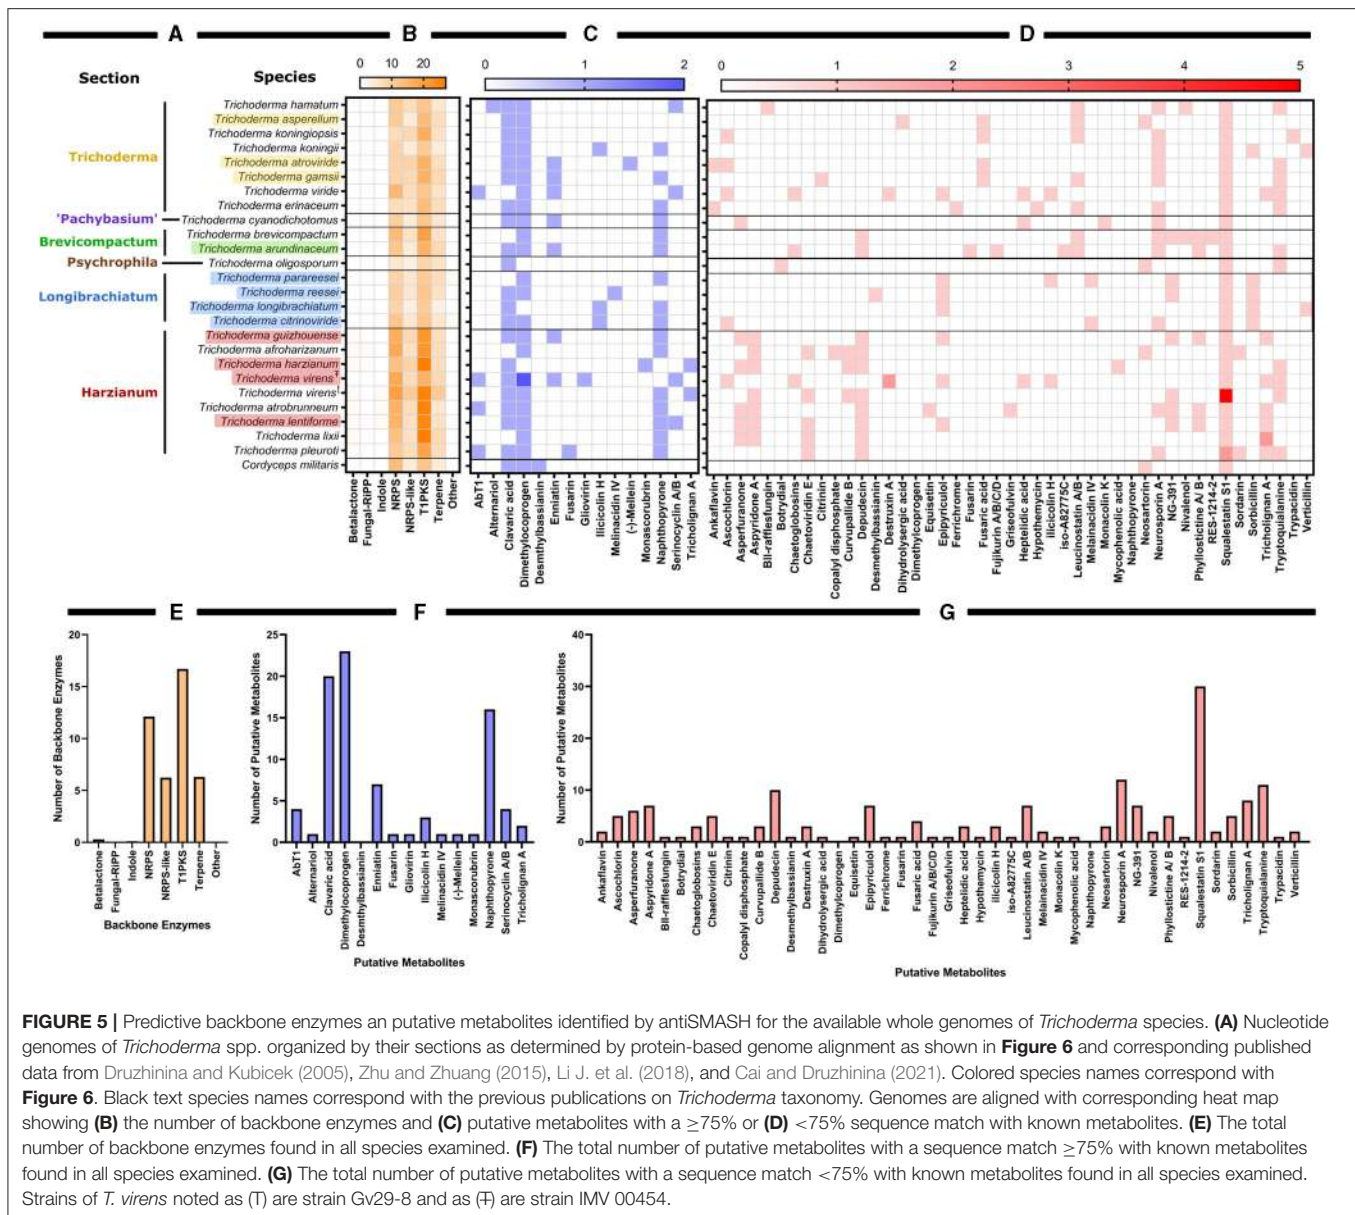 A B C D
Section Species
0 10 20
0 1 2
0 1 2 3 4 5
Trichoderma
'Pachybasium'
Brevicompactum
Psychrophila
Longibrachiatum
Harzianum
Trichoderma hamatum
Trichoderma asperellum
Trichoderma koningiopsis
Trichoderma koningii
Trichoderma atroviride
Trichoderma gamsii
Trichoderma viride
Trichoderma erinaceum
Trichoderma cyanodichotomus
Trichoderma brevicompactum
Trichoderma arundinaceum
Trichoderma oligosporum
Trichoderma parareesei
Trichoderma reesei
Trichoderma longibrachiatum
Trichoderma citrinoviride
Trichoderma guizhouense
Trichoderma afroharizanum
Trichoderma harzianum
Trichoderma virens
Trichoderma virens
Trichoderma atrobrunneum
Trichoderma lentiforme
Trichoderma lixii
Trichoderma pleuroti
Cordyceps militaris
Betalactone
Fungal-RiPP
Indole
NRPS
NRPS-like
T1PKS
Terpene
Other
AbT1
Alternariol
Clavaric acid
Dimethylcoprogen
Desmthylbassianin
Enniatin
Fusarin
Gliovirin
Ilicicolin H
Melinacidin IV
(-)-Mellein
Monascorubrin
Naphthopyrone
Serinocyclin A/B
Tricholignan A
Ankaflavin
Ascochlorin
Asperfuranone
Aspyridone A
BII-rafflesfungin
Botrydial
Chaetoglobosins
Chaetoviridin E
Citrinin
Copalyl disphosphate
Curvupallide B
Depudecin
Desmethylbassianin
Destruxin A
Dihydrolysergic acid
Dimethylcoprogen
Equisetin
Epipyriculol
Ferrichrome
Fusarin
Fusaric acid
Fujikurin A/B/C/D
Griseofulvin
Heptelidic acid
Hypothemycin
ilicicolin H
iso-A82775C
Leucinostatin A/B
Melainacidin IV
Monacolin K
Mycophenolic acid
Naphthopyrone
Neosartorin
Neurosporin A
NG-391
Nivalenol
Phyllostictine A/ B
RES-1214-2
Squalestatin S1
Sordarin
Sorbicillin
Tricholignan A
Tryptoquialanine
Trypacidin
Verticillin
E F G
Number of Backbone Enzymes
20
15
10
5
0
Betalactone
Fungal-RiPP
Indole
NRPS
NRPS-like
T1PKS
Terpene
Other
Backbone Enzymes
Number of Putative Metabolites
25
20
15
10
5
0
AbT1
Alternariol
Clavaric acid
Dimethylcoprogen
Desmthylbassianin
Enniatin
Fusarin
Gliovirin
Ilicicolin H
Melinacidin IV
(-)-Mellein
Monascorubrin
Naphthopyrone
Serinocyclin A/B
Tricholignan A
Putative Metabolites
Number of Putative Metabolites
40
30
20
10
0
Ankaflavin
Ascochlorin
Asperfuranone
Aspyridone A
BII-rafflesfungin
Botrydial
Chaetoglobosins
Chaetoviridin E
Citrinin
Copalyl disphosphate
Curvupallide B
Depudecin
Desmethylbassianin
Destruxin A
Dihydrolysergic acid
Dimethylcoprogen
Equisetin
Epipyriculol
Ferrichrome
Fusarin
Fusaric acid
Fujikurin A/B/C/D
Griseofulvin
Heptelidic acid
Hypothemycin
ilicicolin H
iso-A82775C
Leucinostatin A/B
Melainacidin IV
Monacolin K
Mycophenolic acid
Naphthopyrone
Neosartorin
Neurosporin A
NG-391
Nivalenol
Phyllostictine A/ B
RES-1214-2
Squalestatin S1
Sordarin
Sorbicillin
Tricholignan A
Tryptoquialanine
Trypacidin
Verticillin
Putative Metabolites
FIGURE 5 | Predictive backbone enzymes an putative metabolites identified by antiSMASH for the available whole genomes of Trichoderma species. (A) Nucleotide
genomes of Trichoderma spp. organized by their sections as determined by protein-based genome alignment as shown in Figure 6 and corresponding published
data from Druzhinina and Kubicek (2005), Zhu and Zhuang (2015), Li J. et al. (2018), and Cai and Druzhinina (2021). Colored species names correspond with
Figure 6. Black text species names correspond with the previous publications on Trichoderma taxonomy. Genomes are aligned with corresponding heat map
showing (B) the number of backbone enzymes and (C) putative metabolites with a ≥75% or (D) <75% sequence match with known metabolites. (E) The total
number of backbone enzymes found in all species examined. (F) The total number of putative metabolites with a sequence match ≥75% with known metabolites
found in all species examined. (G) The total number of putative metabolites with a sequence match <75% with known metabolites found in all species examined.
Strains of T. virens noted as (T) are strain Gv29-8 and as (Ŧ) are strain IMV 00454.